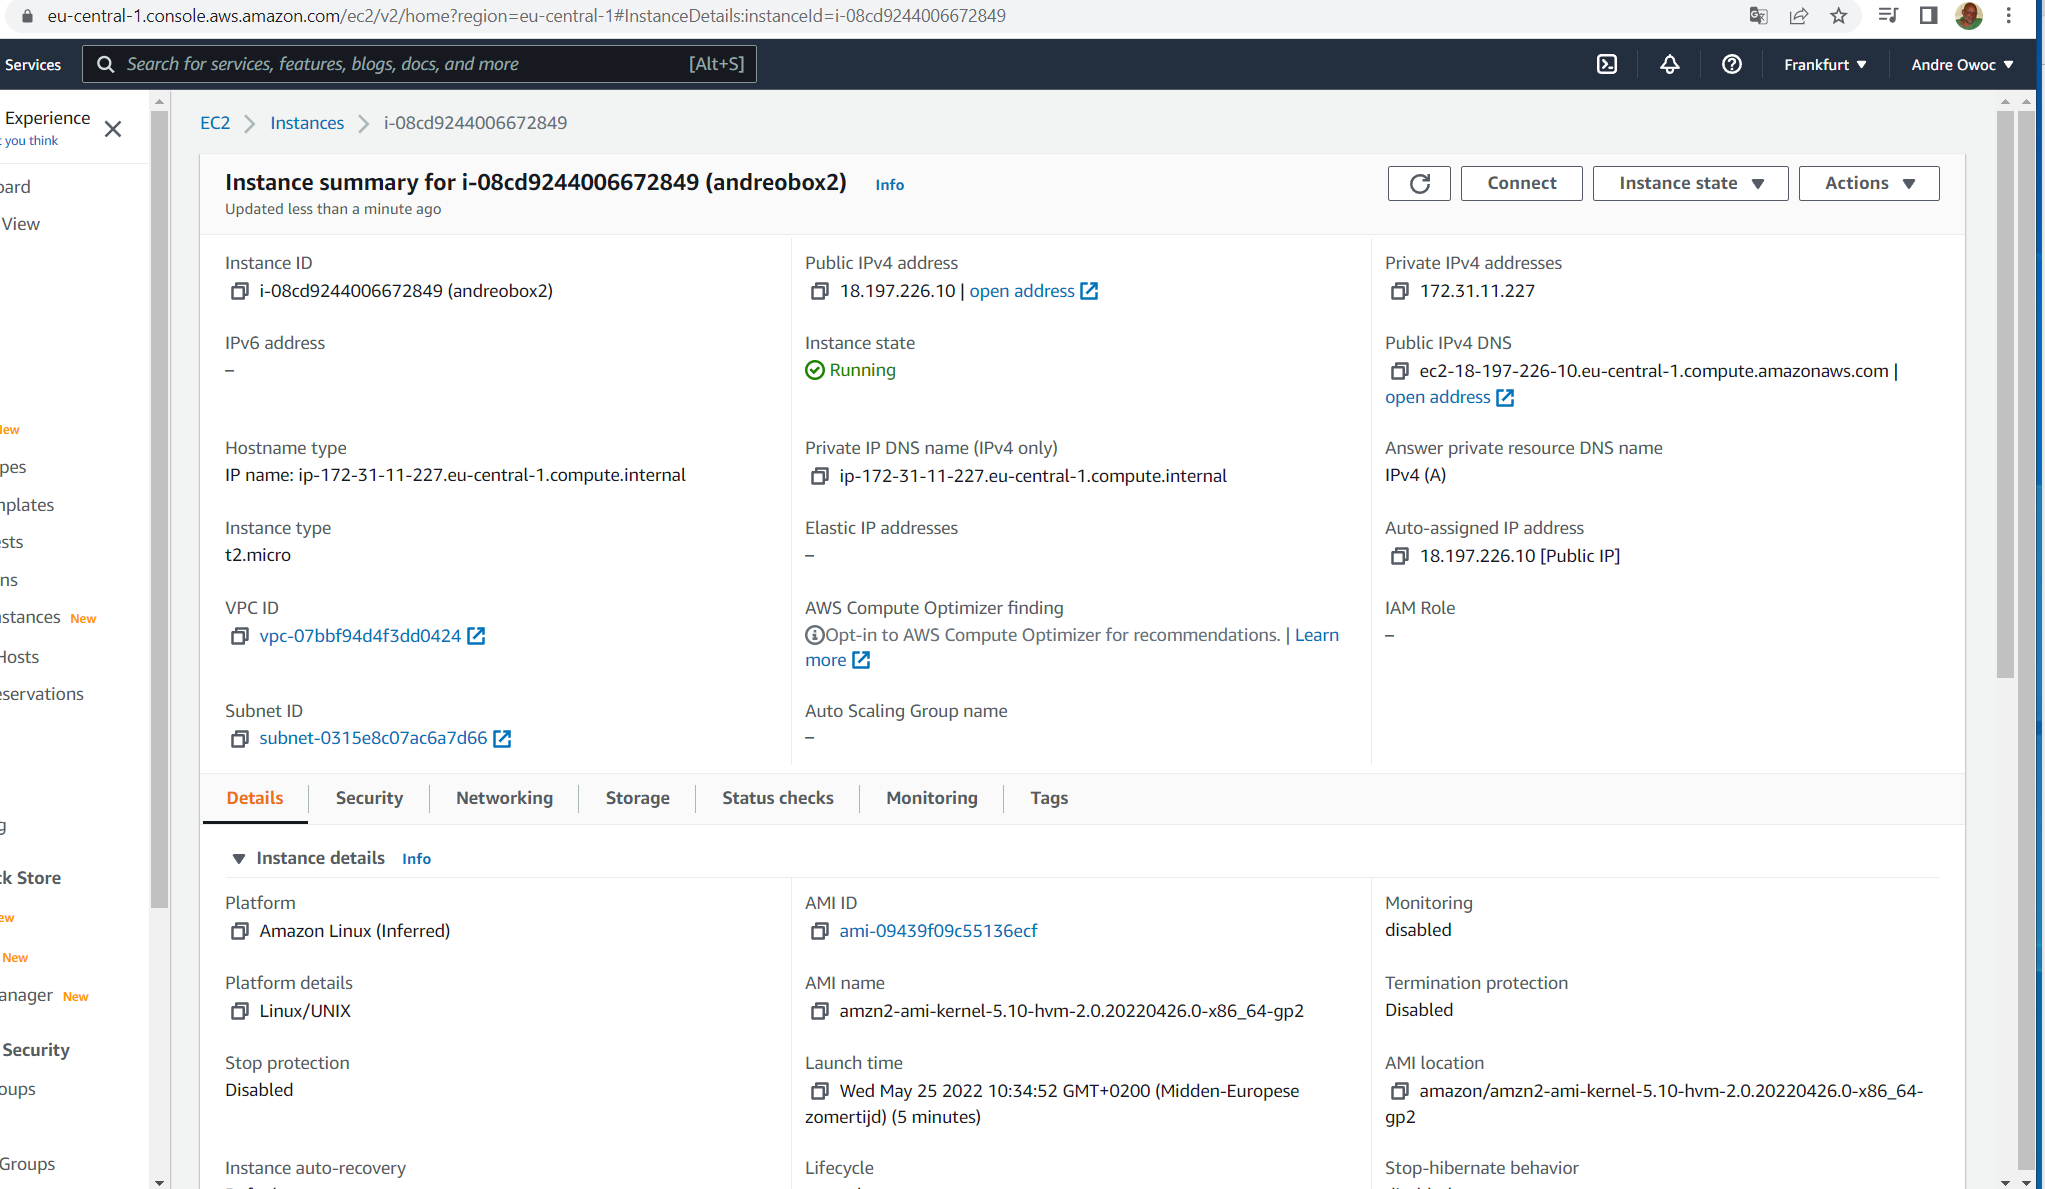 eu-central-1.console.aws.amazon.com/ec2/v2/home?region=eu-central-1#InstanceDetails:instanceId=i-08cd9244006672849
Services
Search for services, features, blogs, docs, and more
[Alt+S]
Frankfurt
Andre Owoc
Experience
you think
oard
View
ew
pes
nplates
sts
ns
stances New
Hosts
eservations
g
ck Store
ew
New
anager New
Security
oups
Groups
EC2
Instances
i-08cd9244006672849
Instance summary for i-08cd9244006672849 (andreobox2) Info
Updated less than a minute ago
Connect
Instance state
Actions
Instance ID
i-08cd9244006672849 (andreobox2)
Public IPv4 address
18.197.226.10 | open address
Private IPv4 addresses
172.31.11.227
IPv6 address
–
Instance state
Running
Public IPv4 DNS
ec2-18-197-226-10.eu-central-1.compute.amazonaws.com |
open address
Hostname type
IP name: ip-172-31-11-227.eu-central-1.compute.internal
Private IP DNS name (IPv4 only)
ip-172-31-11-227.eu-central-1.compute.internal
Answer private resource DNS name
IPv4 (A)
Instance type
t2.micro
Elastic IP addresses
–
Auto-assigned IP address
18.197.226.10 [Public IP]
VPC ID
vpc-07bbf94d4f3dd0424
AWS Compute Optimizer finding
Opt-in to AWS Compute Optimizer for recommendations. | Learn
more
IAM Role
–
Subnet ID
subnet-0315e8c07ac6a7d66
Auto Scaling Group name
–
Details
Security
Networking
Storage
Status checks
Monitoring
Tags
Instance details Info
Platform
Amazon Linux (Inferred)
AMI ID
ami-09439f09c55136ecf
Monitoring
disabled
Platform details
Linux/UNIX
AMI name
amzn2-ami-kernel-5.10-hvm-2.0.20220426.0-x86_64-gp2
Termination protection
Disabled
Stop protection
Disabled
Launch time
Wed May 25 2022 10:34:52 GMT+0200 (Midden-Europese
zomertijd) (5 minutes)
AMI location
amazon/amzn2-ami-kernel-5.10-hvm-2.0.20220426.0-x86_64-
gp2
Instance auto-recovery
Lifecycle
Stop-hibernate behavior